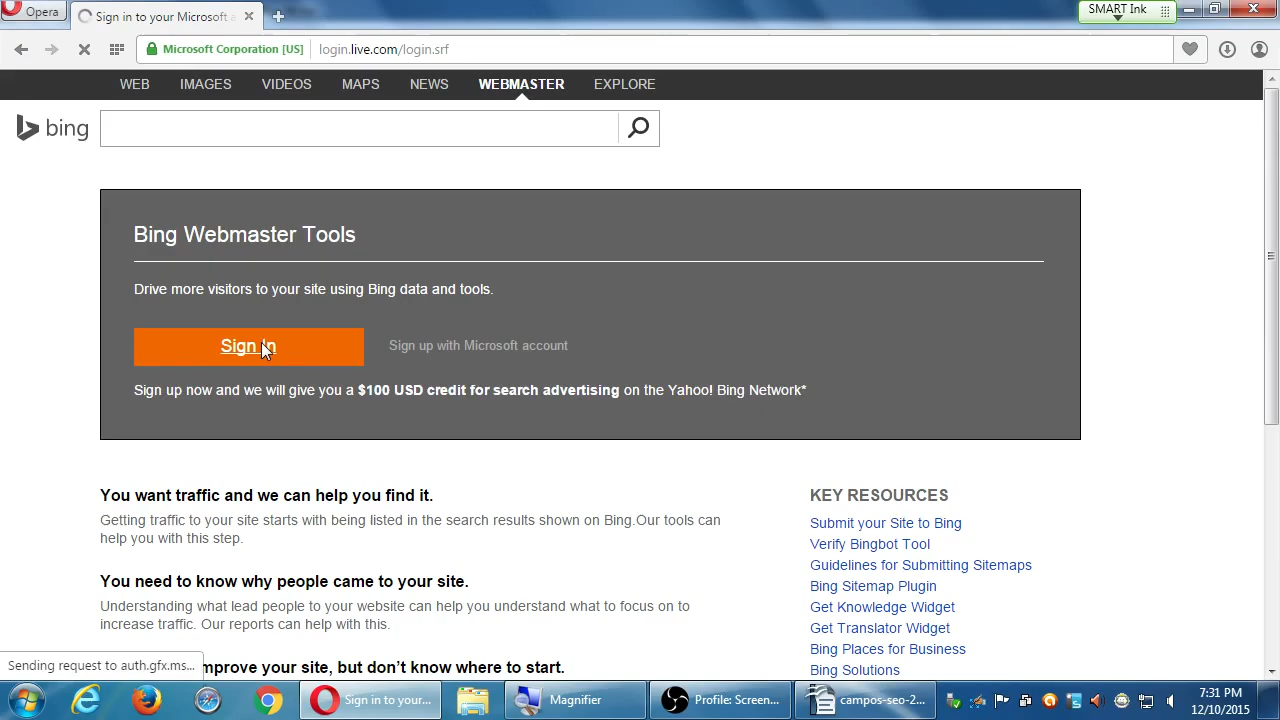 Opera
Sign in to your Microsoft a
SMART Ink
Microsoft Corporation [US]
login.live.com/login.srf
WEB IMAGES VIDEOS MAPS NEWS WEBMASTER EXPLORE
bing
Bing Webmaster Tools
Drive more visitors to your site using Bing data and tools.
Sign In
Sign up with Microsoft account
Sign up now and we will give you a $100 USD credit for search advertising on the Yahoo! Bing Network*
You want traffic and we can help you find it.
Getting traffic to your site starts with being listed in the search results shown on Bing.Our tools can
help you with this step.
You need to know why people came to your site.
Understanding what lead people to your website can help you understand what to focus on to
increase traffic. Our reports can help with this.
mprove your site, but don't know where to start.
KEY RESOURCES
Submit your Site to Bing
Verify Bingbot Tool
Guidelines for Submitting Sitemaps
Bing Sitemap Plugin
Get Knowledge Widget
Get Translator Widget
Bing Places for Business
Bing Solutions
Sending request to auth.gfx.ms...
Sign in to your...
Magnifier
Profile: Screen...
campos-seo-2...
7:31 PM
12/10/2015